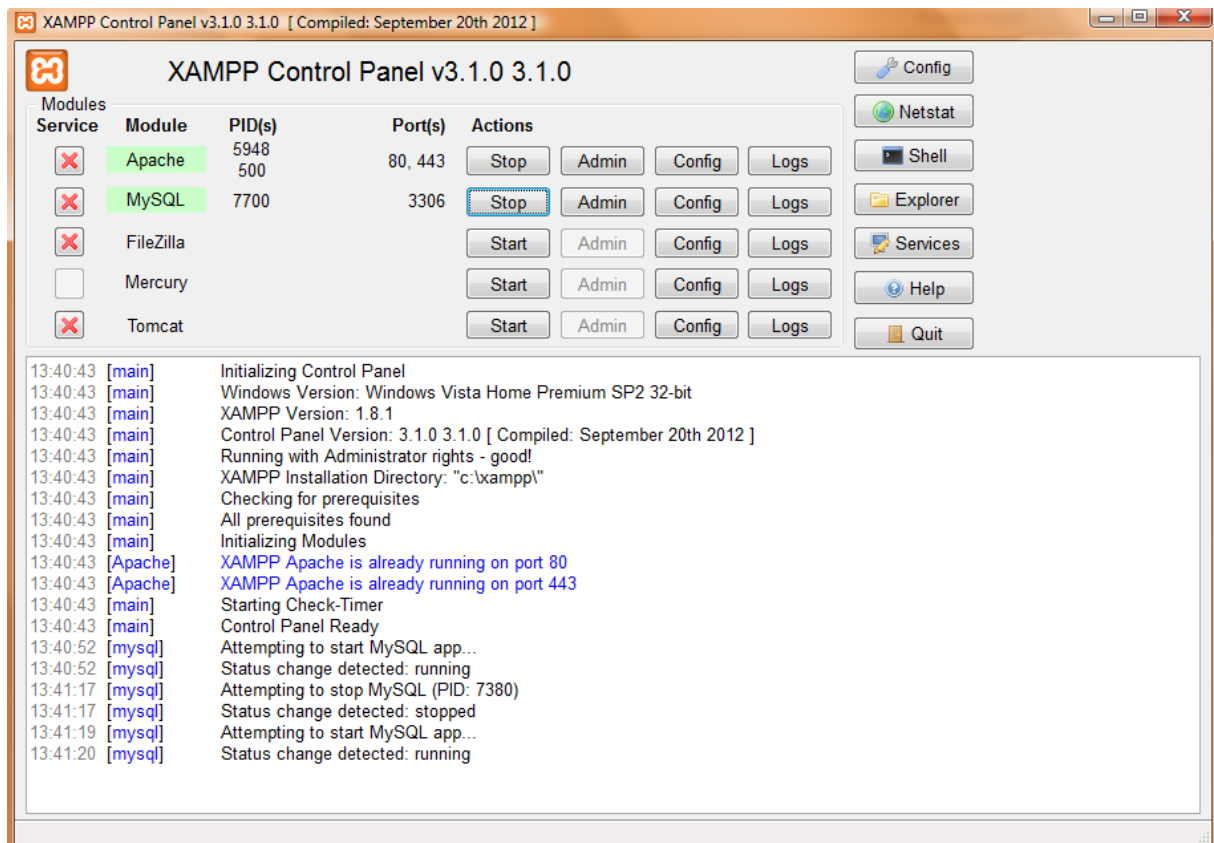 XAMPP Control Panel v3.1.0 3.1.0 [ Compiled: September 20th 2012 ]
XAMPP Control Panel v3.1.0 3.1.0
Config
Modules
Service Module PID(s) Port(s) Actions
Netstat
Apache 5948 500 80, 443 Stop Admin Config Logs
Shell
MySQL 7700 3306 Stop Admin Config Logs
Explorer
FileZilla Start Admin Config Logs
Services
Mercury Start Admin Config Logs
Help
Tomcat Start Admin Config Logs
Quit
13:40:43 [main] Initializing Control Panel
13:40:43 [main] Windows Version: Windows Vista Home Premium SP2 32-bit
13:40:43 [main] XAMPP Version: 1.8.1
13:40:43 [main] Control Panel Version: 3.1.0 3.1.0 [ Compiled: September 20th 2012 ]
13:40:43 [main] Running with Administrator rights - good!
13:40:43 [main] XAMPP Installation Directory: "c:\xampp\"
13:40:43 [main] Checking for prerequisites
13:40:43 [main] All prerequisites found
13:40:43 [main] Initializing Modules
13:40:43 [Apache] XAMPP Apache is already running on port 80
13:40:43 [Apache] XAMPP Apache is already running on port 443
13:40:43 [main] Starting Check-Timer
13:40:43 [main] Control Panel Ready
13:40:52 [mysql] Attempting to start MySQL app...
13:40:52 [mysql] Status change detected: running
13:41:17 [mysql] Attempting to stop MySQL (PID: 7380)
13:41:17 [mysql] Status change detected: stopped
13:41:19 [mysql] Attempting to start MySQL app...
13:41:20 [mysql] Status change detected: running